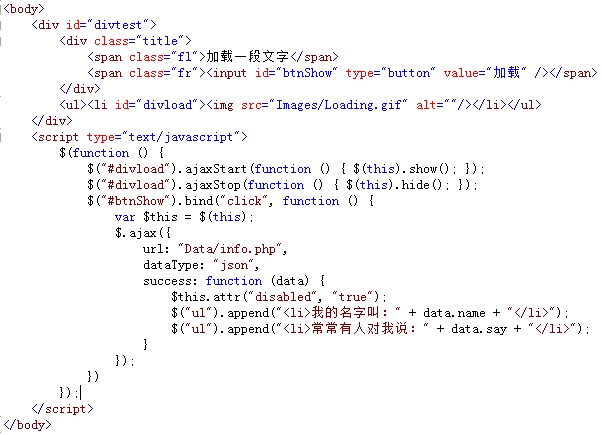 <body>
    <div id="divtest">
        <div class="title">
            <span class="fl">加载一段文字</span>
            <span class="fr"><input id="btnShow" type="button" value="加载" /></span>
        </div>
        <ul><li id="divload"><img src="Images/Loading.gif" alt=""/></li></ul>
    </div>
    <script type="text/javascript">
        $(function () {
            $("#divload").ajaxStart(function () { $(this).show(); });
            $("#divload").ajaxStop(function () { $(this).hide(); });
            $("#btnShow").bind("click", function () {
                var $this = $(this);
                $.ajax({
                    url: "Data/info.php",
                    dataType: "json",
                    success: function (data) {
                        $this.attr("disabled", "true");
                        $("ul").append("<li>我的名字叫：" + data.name + "</li>");
                        $("ul").append("<li>常常有人对我说：" + data.say + "</li>");
                    }
                });
            })
        });
    </script>
</body>